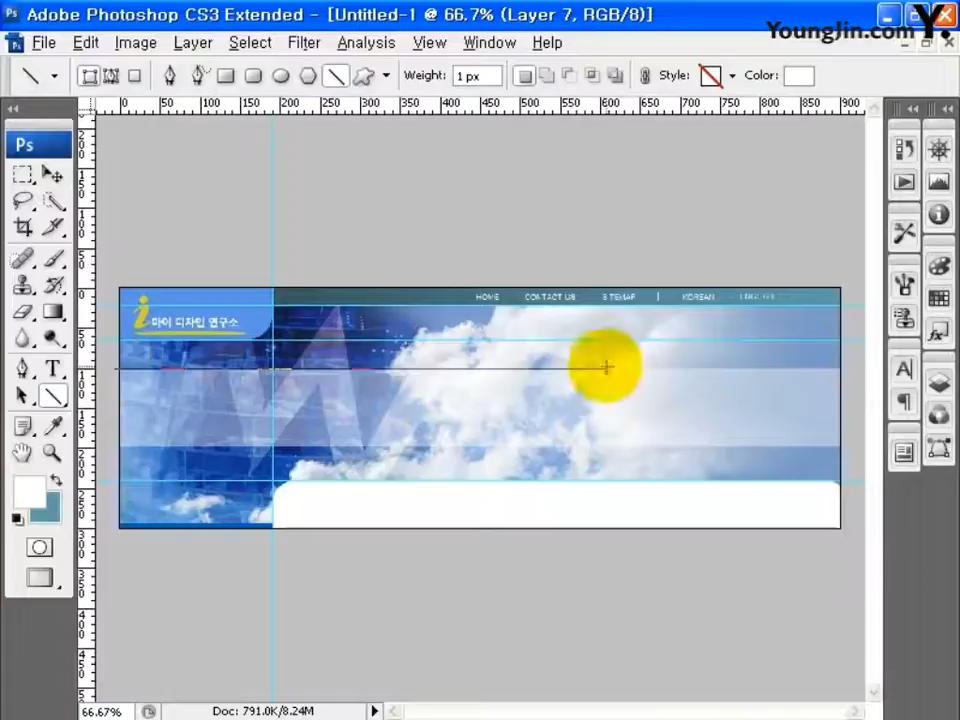 Adobe Photoshop CS3 Extended - [Untitled-1 @ 66.7% (Layer 7, RGB/8)]
YoungJin.com Y.
File Edit Image Layer Select Filter Analysis View Window Help
Weight: 1 px Style: Color:
0 50 100 150 200 250 300 350 400 450 500 550 600 650 700 750 800 850 900
Ps
HOME CONTACT US SITEMAP | KOREAN
i 마이 디자인 연구소
66.67% Doc: 791.0K/8.24M